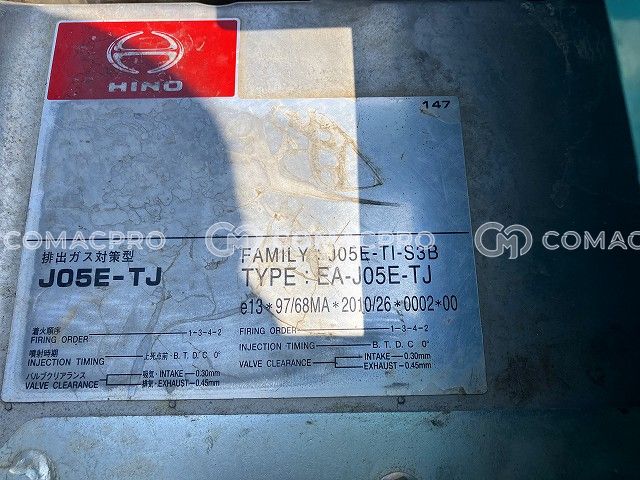 HINO
147
排出ガス対策型
J05E-TJ
FAMILY : J05E-TI-S3B
TYPE : EA-J05E-TJ
e13*97/68MA*2010/26*0002*00
着火順序
FIRING ORDER 1-3-4-2
噴射時期
INJECTION TIMING 上死点前・B. T. D. C 0°
バルブクリアランス
VALVE CLEARANCE
吸気・INTAKE 0.30mm
排気・EXHAUST 0.45mm
FIRING ORDER 1-3-4-2
INJECTION TIMING B. T. D. C 0°
VALVE CLEARANCE
INTAKE 0.30mm
EXHAUST 0.45mm
COMACPRO
COMACPRO
COMAC